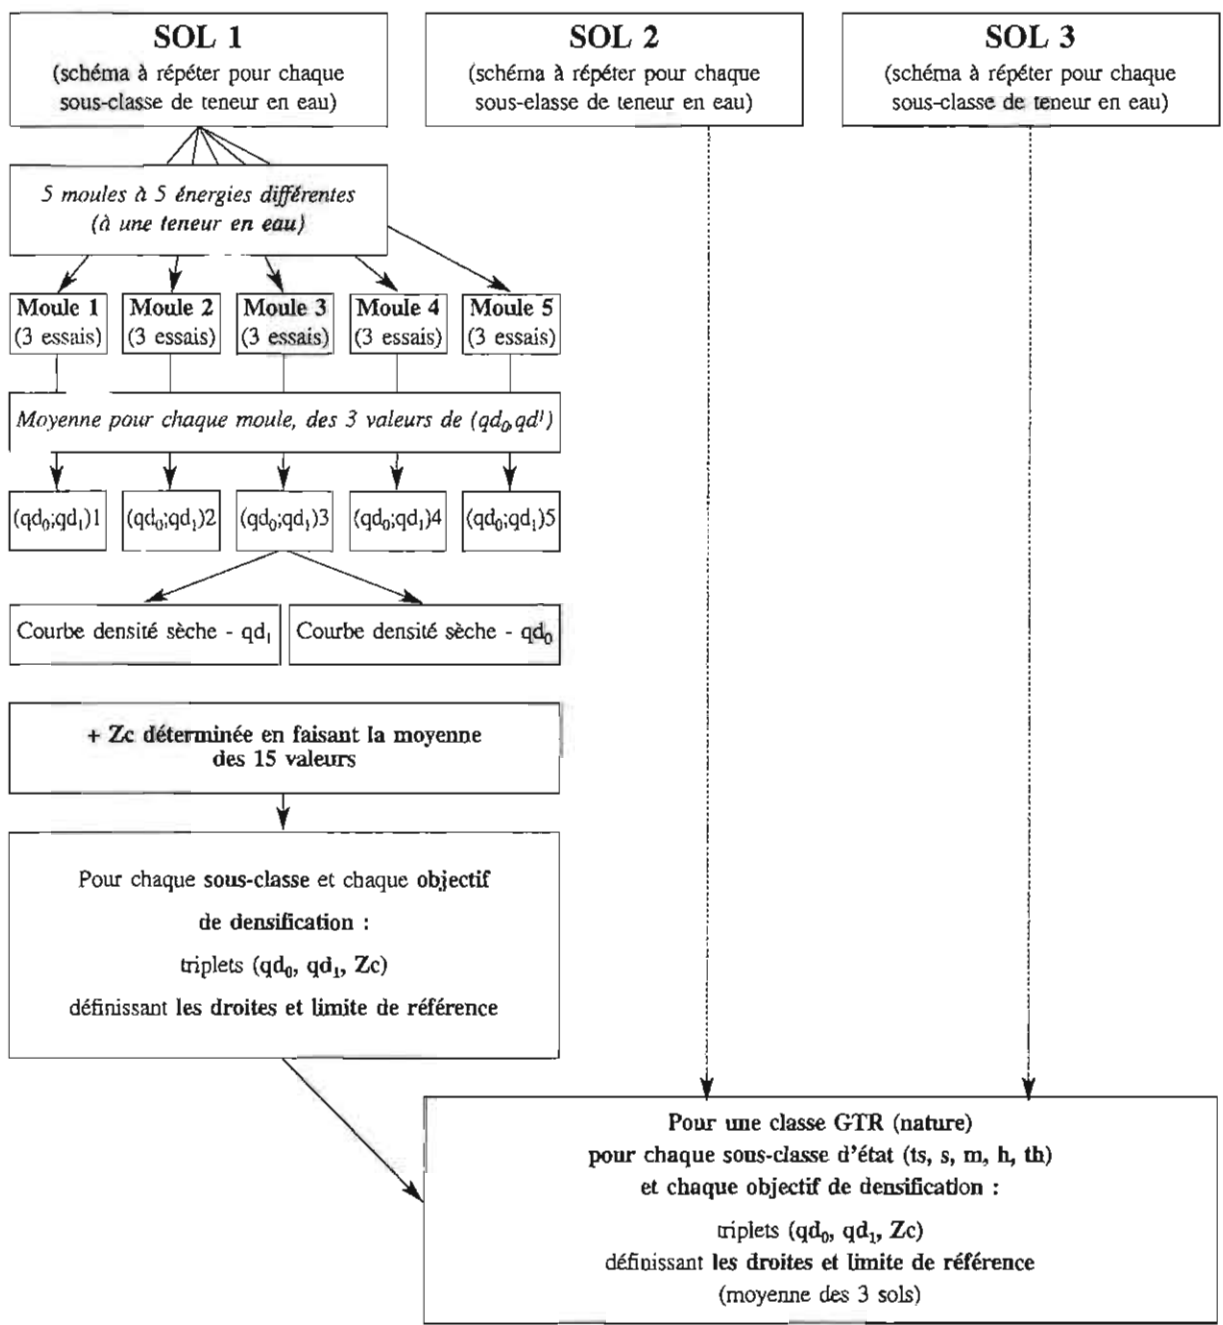 SOL 1
(schéma à répéter pour chaque
sous-classe de teneur en eau)
SOL 2
(schéma à répéter pour chaque
sous-elasse de teneur en eau)
SOL 3
(schéma à répéter pour chaque
sous-classe de teneur en eau)
5 moules à 5 énergies différentes
(à une teneur en eau)
Moule 1
(3 essais)
Moule 2
(3 essais)
Moule 3
(3 essais)
Moule 4
(3 essais)
Moule 5
(3 essais)
Moyenne pour chaque moule, des 3 valeurs de (qd₀,qd¹)
(qd₀;qd₁)1
(qd₀;qd₁)2
(qd₀;qd₁)3
(qd₀;qd₁)4
(qd₀;qd₁)5
Courbe densité sèche - qd₁
Courbe densité sèche - qd₀
+ Zc déterminée en faisant la moyenne
des 15 valeurs
Pour chaque sous-classe et chaque objectif
de densification :
triplets (qd₀, qd₁, Zc)
définissant les droites et limite de référence
Pour une classe GTR (nature)
pour chaque sous-classe d'état (ts, s, m, h, th)
et chaque objectif de densification :
triplets (qd₀, qd₁, Zc)
définissant les droites et limite de référence
(moyenne des 3 sols)